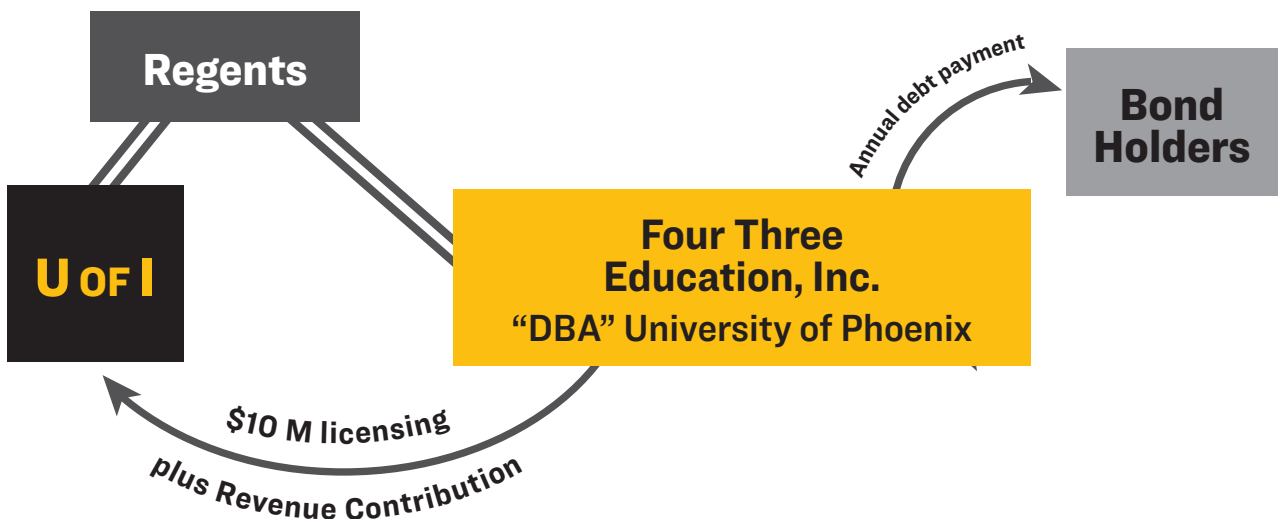 Regents
Annual debt payment
Bond
Holders
U OF I
Four Three
Education, Inc.
“DBA” University of Phoenix
$10 M licensing
plus Revenue Contribution